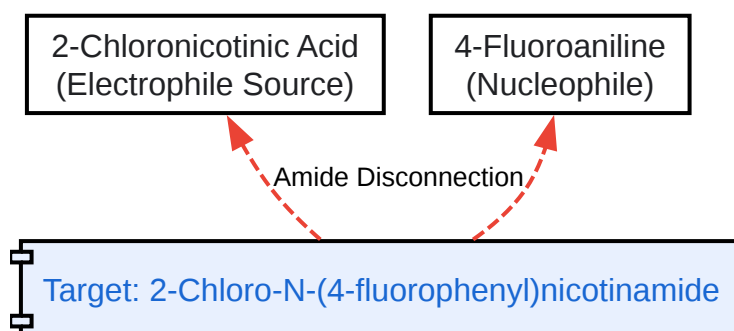 2-Chloronicotinic Acid
(Electrophile Source)
4-Fluoroaniline
(Nucleophile)
Amide Disconnection
Target: 2-Chloro-N-(4-fluorophenyl)nicotinamide